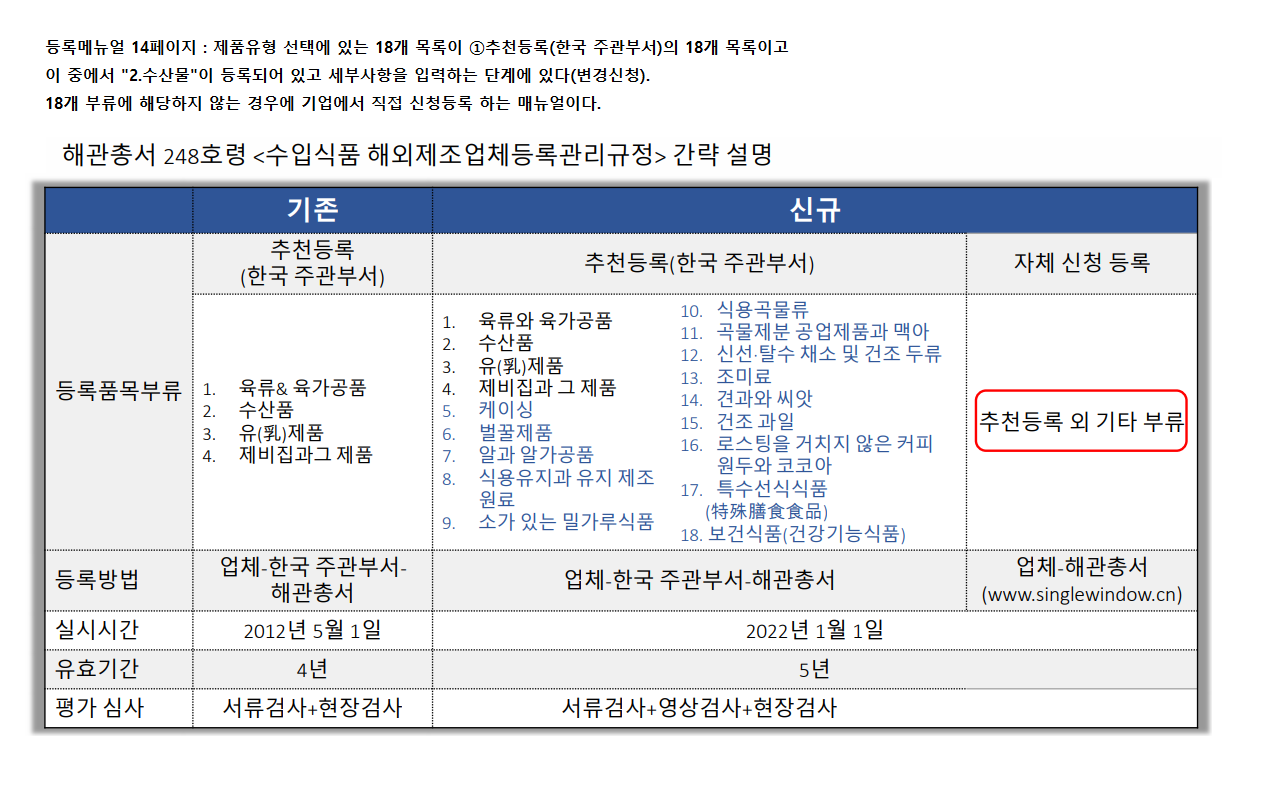 등록메뉴얼 14페이지 : 제품유형 선택에 있는 18개 목록이 ①추천등록(한국 주관부서)의 18개 목록이고
이 중에서 "2.수산물"이 등록되어 있고 세부사항을 입력하는 단계에 있다(변경신청).
18개 부류에 해당하지 않는 경우에 기업에서 직접 신청등록 하는 매뉴얼이다.
해관총서 248호령 <수입식품 해외제조업체등록관리규정> 간략 설명
기존
신규
추천등록
(한국 주관부서)
추천등록(한국 주관부서)
자체 신청 등록
등록품목부류
1. 육류& 육가공품
2. 수산품
3. 유(乳)제품
4. 제비집과그 제품
1. 육류와 육가공품
2. 수산품
3. 유(乳)제품
4. 제비집과 그 제품
5. 케이싱
6. 벌꿀제품
7. 알과 알가공품
8. 식용유지과 유지 제조
원료
9. 소가 있는 밀가루식품
10. 식용곡물류
11. 곡물제분 공업제품과 맥아
12. 신선·탈수 채소 및 건조 두류
13. 조미료
14. 견과와 씨앗
15. 건조 과일
16. 로스팅을 거치지 않은 커피
원두와 코코아
17. 특수선식식품
(特殊膳食食品)
18. 보건식품(건강기능식품)
추천등록 외 기타 부류
등록방법
업체-한국 주관부서-
해관총서
업체-한국 주관부서-해관총서
업체-해관총서
(www.singlewindow.cn)
실시시간
2012년 5월 1일
2022년 1월 1일
유효기간
4년
5년
평가 심사
서류검사+현장검사
서류검사+영상검사+현장검사